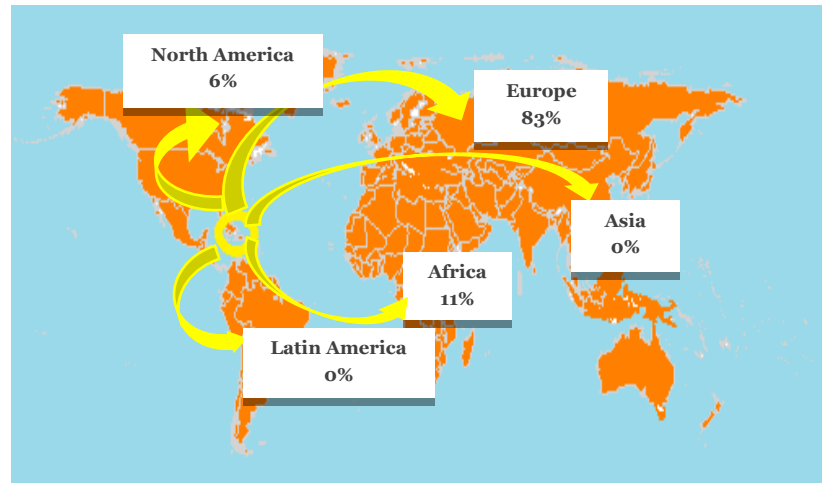 North America
6%
Europe
83%
Asia
0%
Africa
11%
Latin America
0%